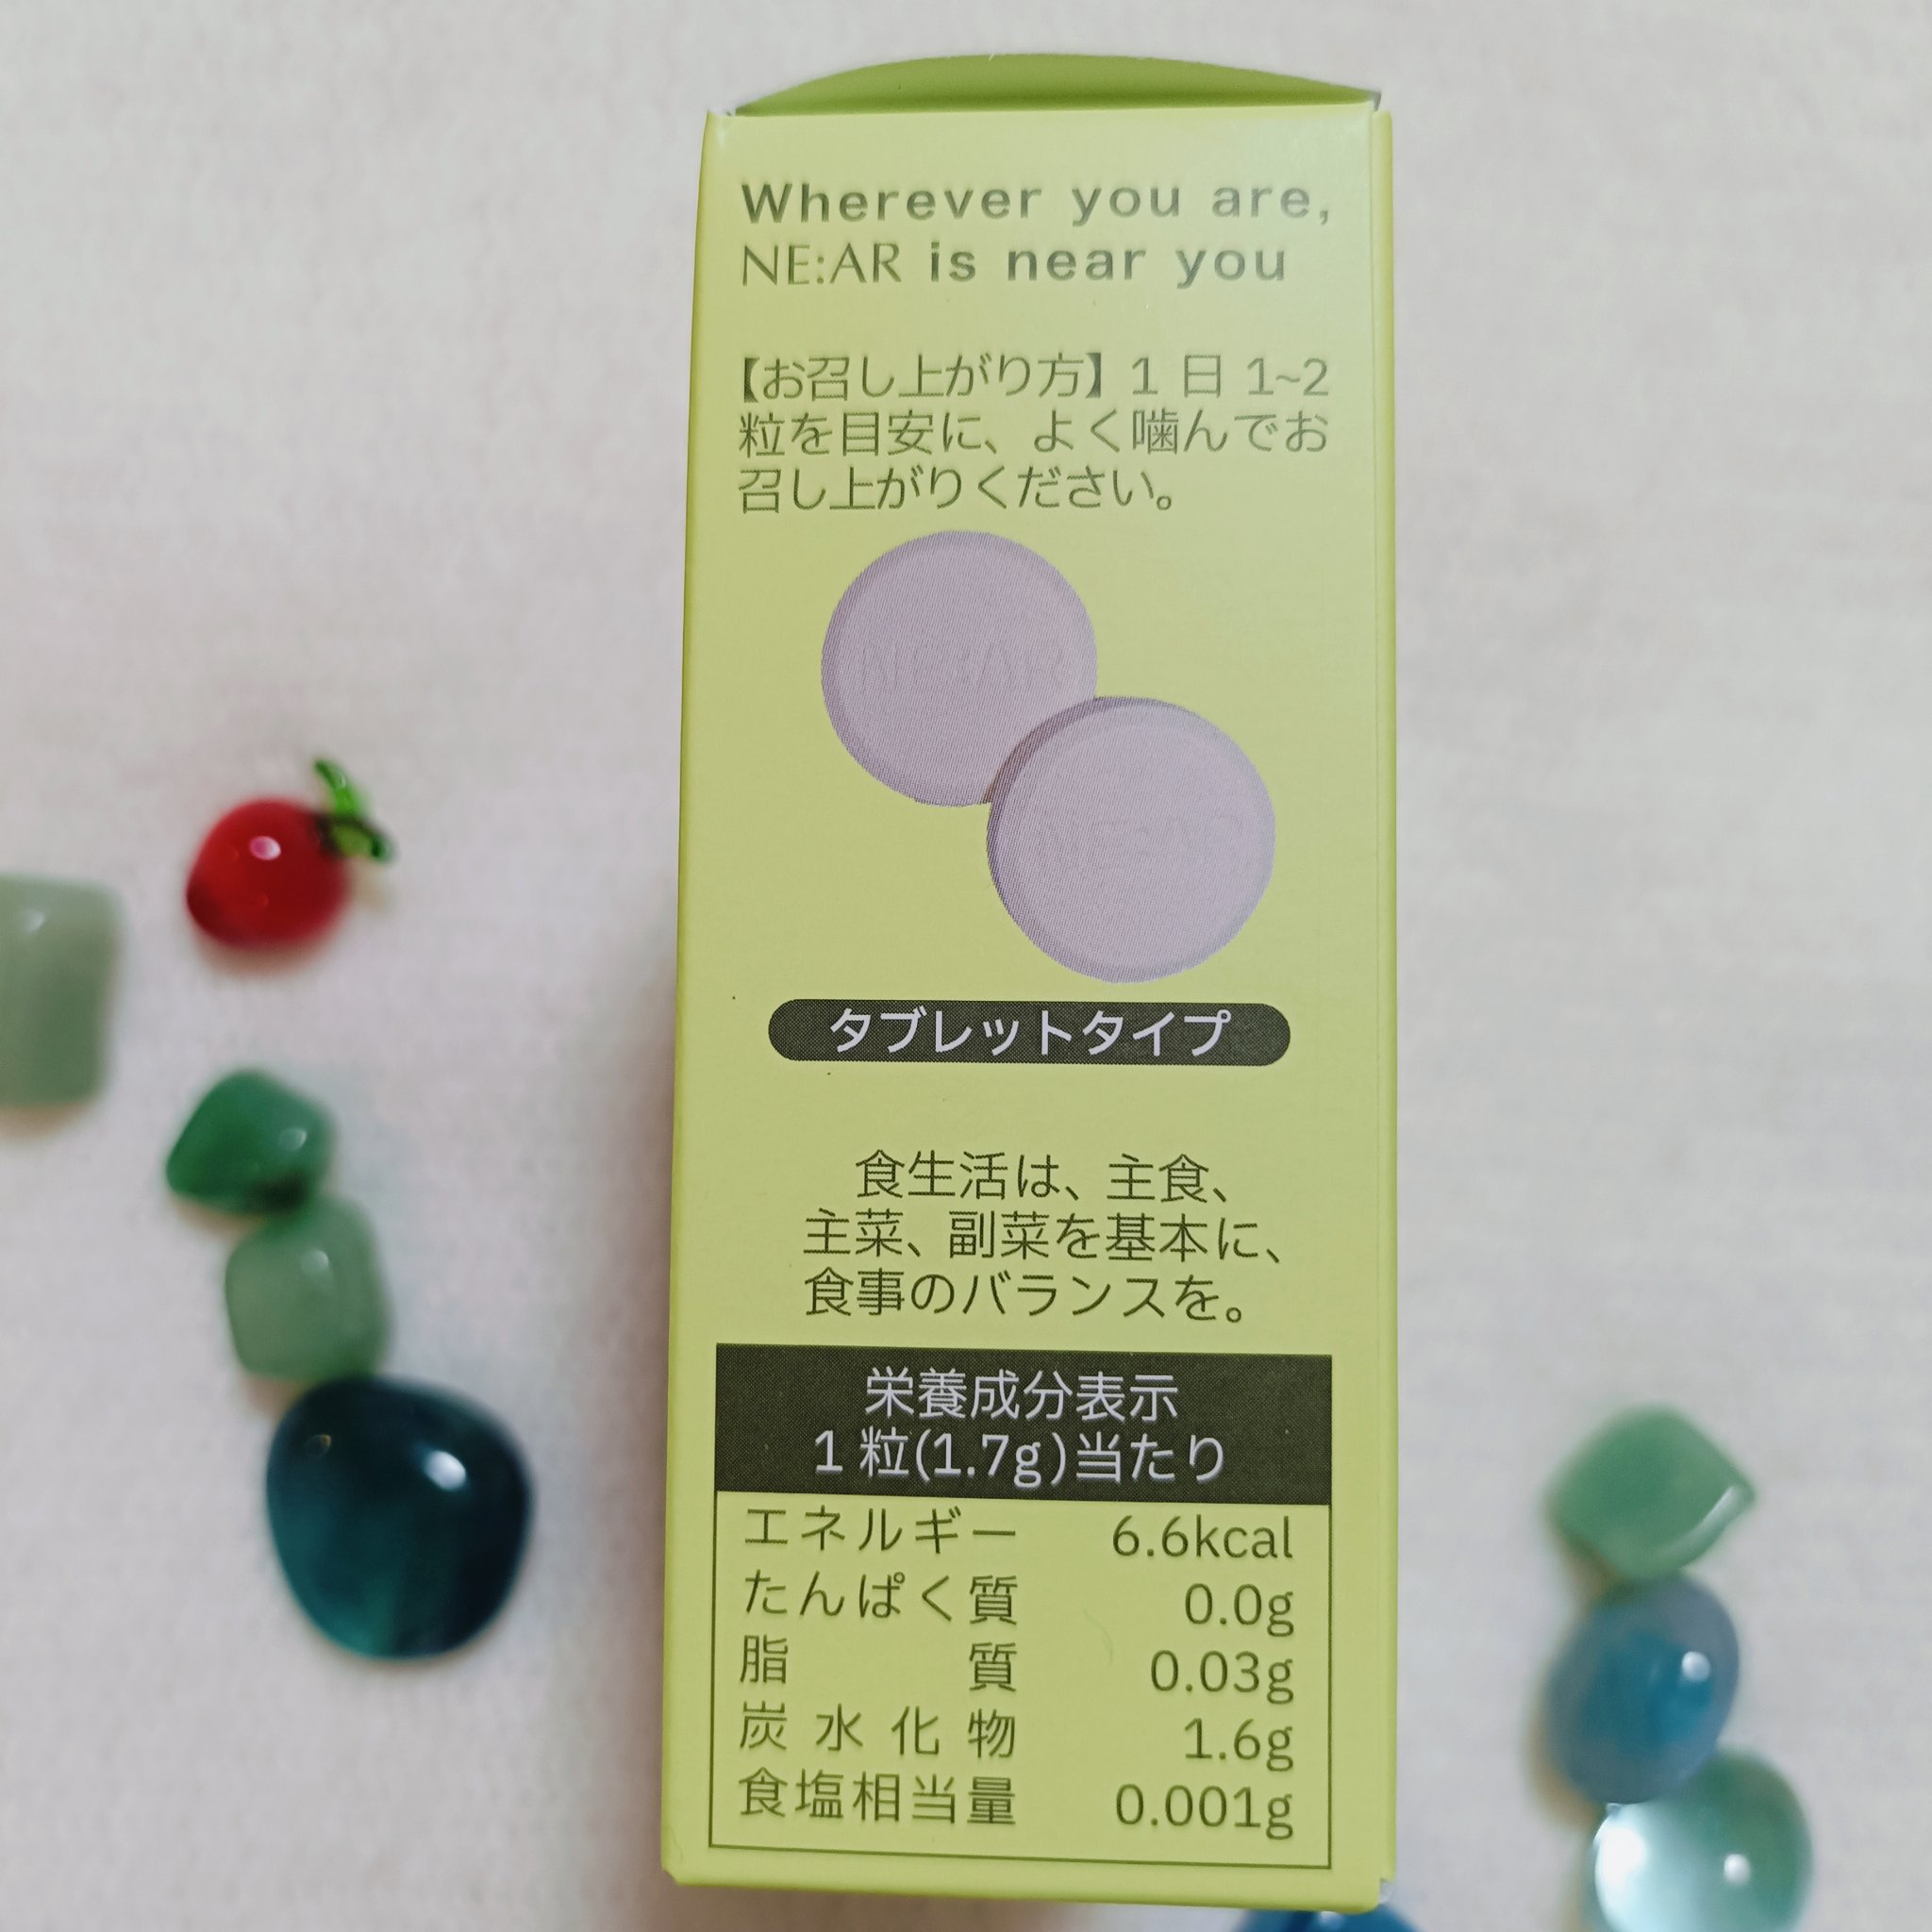 Wherever you are,
NE:AR is near you
【お召し上がり方】1 日 1~2
粒を目安に、よく噛んでお
召し上がりください。
NE:AR
NE:AR
タブレットタイプ
食生活は、主食、
主菜、副菜を基本に、
食事のバランスを。
栄養成分表示
1 粒(1.7g)当たり
エネルギー 6.6kcal
たんぱく質 0.0g
脂質 0.03g
炭水化物 1.6g
食塩相当量 0.001g